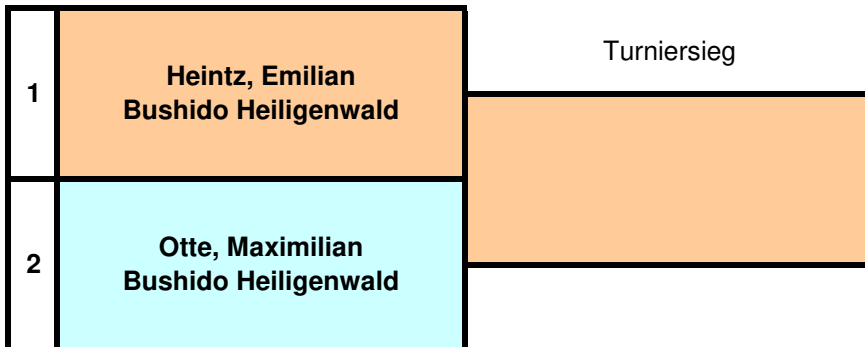 1
Heintz, Emilian
Bushido Heiligenwald
Turniersieg
2
Otte, Maximilian
Bushido Heiligenwald